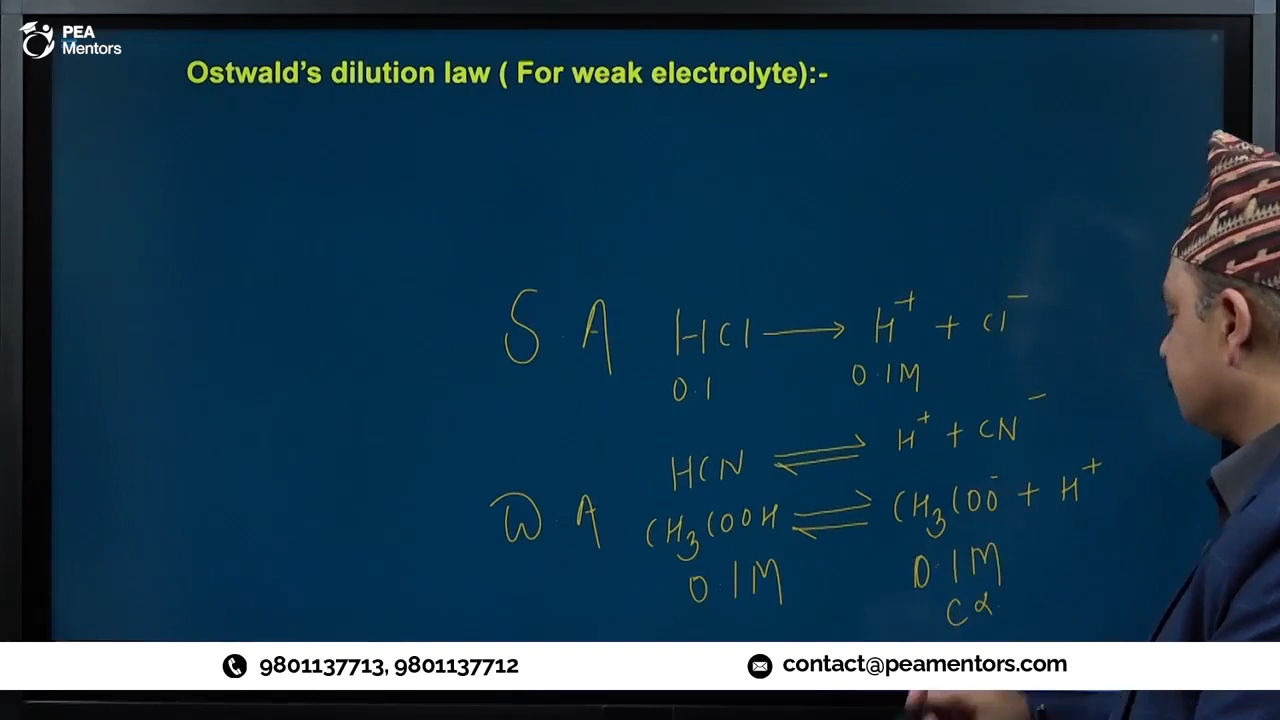 PEA
Mentors
Ostwald’s dilution law ( For weak electrolyte):-
S.A HCl ⟶ H⁺ + Cl⁻
0.1 0.1M
HCN ⇌ H⁺ + CN⁻
W.A CH₃COOH ⇌ CH₃COO⁻ + H⁺
0.1M 0.1M
Cα
9801137713, 9801137712 contact@peamentors.com